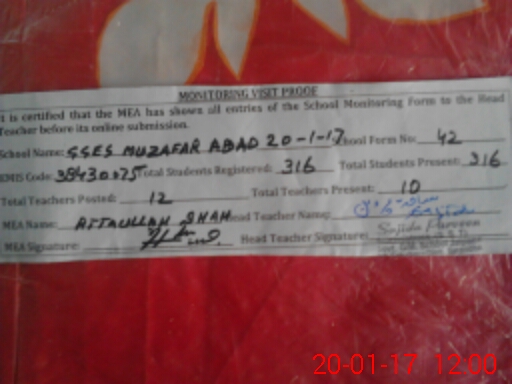 MONITORING VISIT PROOF
It is certified that the MEA has shown all entries of the School Monitoring Form to the Head
Teacher before its online submission.
School Name: GGES MUZAFAR ABAD 20-1-17 School Form No: 42
EMIS Code: 38430075 Total Students Registered: 316 Total Students Present: 316
Total Teachers Posted: 12 Total Teachers Present: 10
MEA Name: ATTAULLAH SHAH Head Teacher Name:
MEA Signature: Head Teacher Signature: Sajida Parveen
20-01-17 12:00